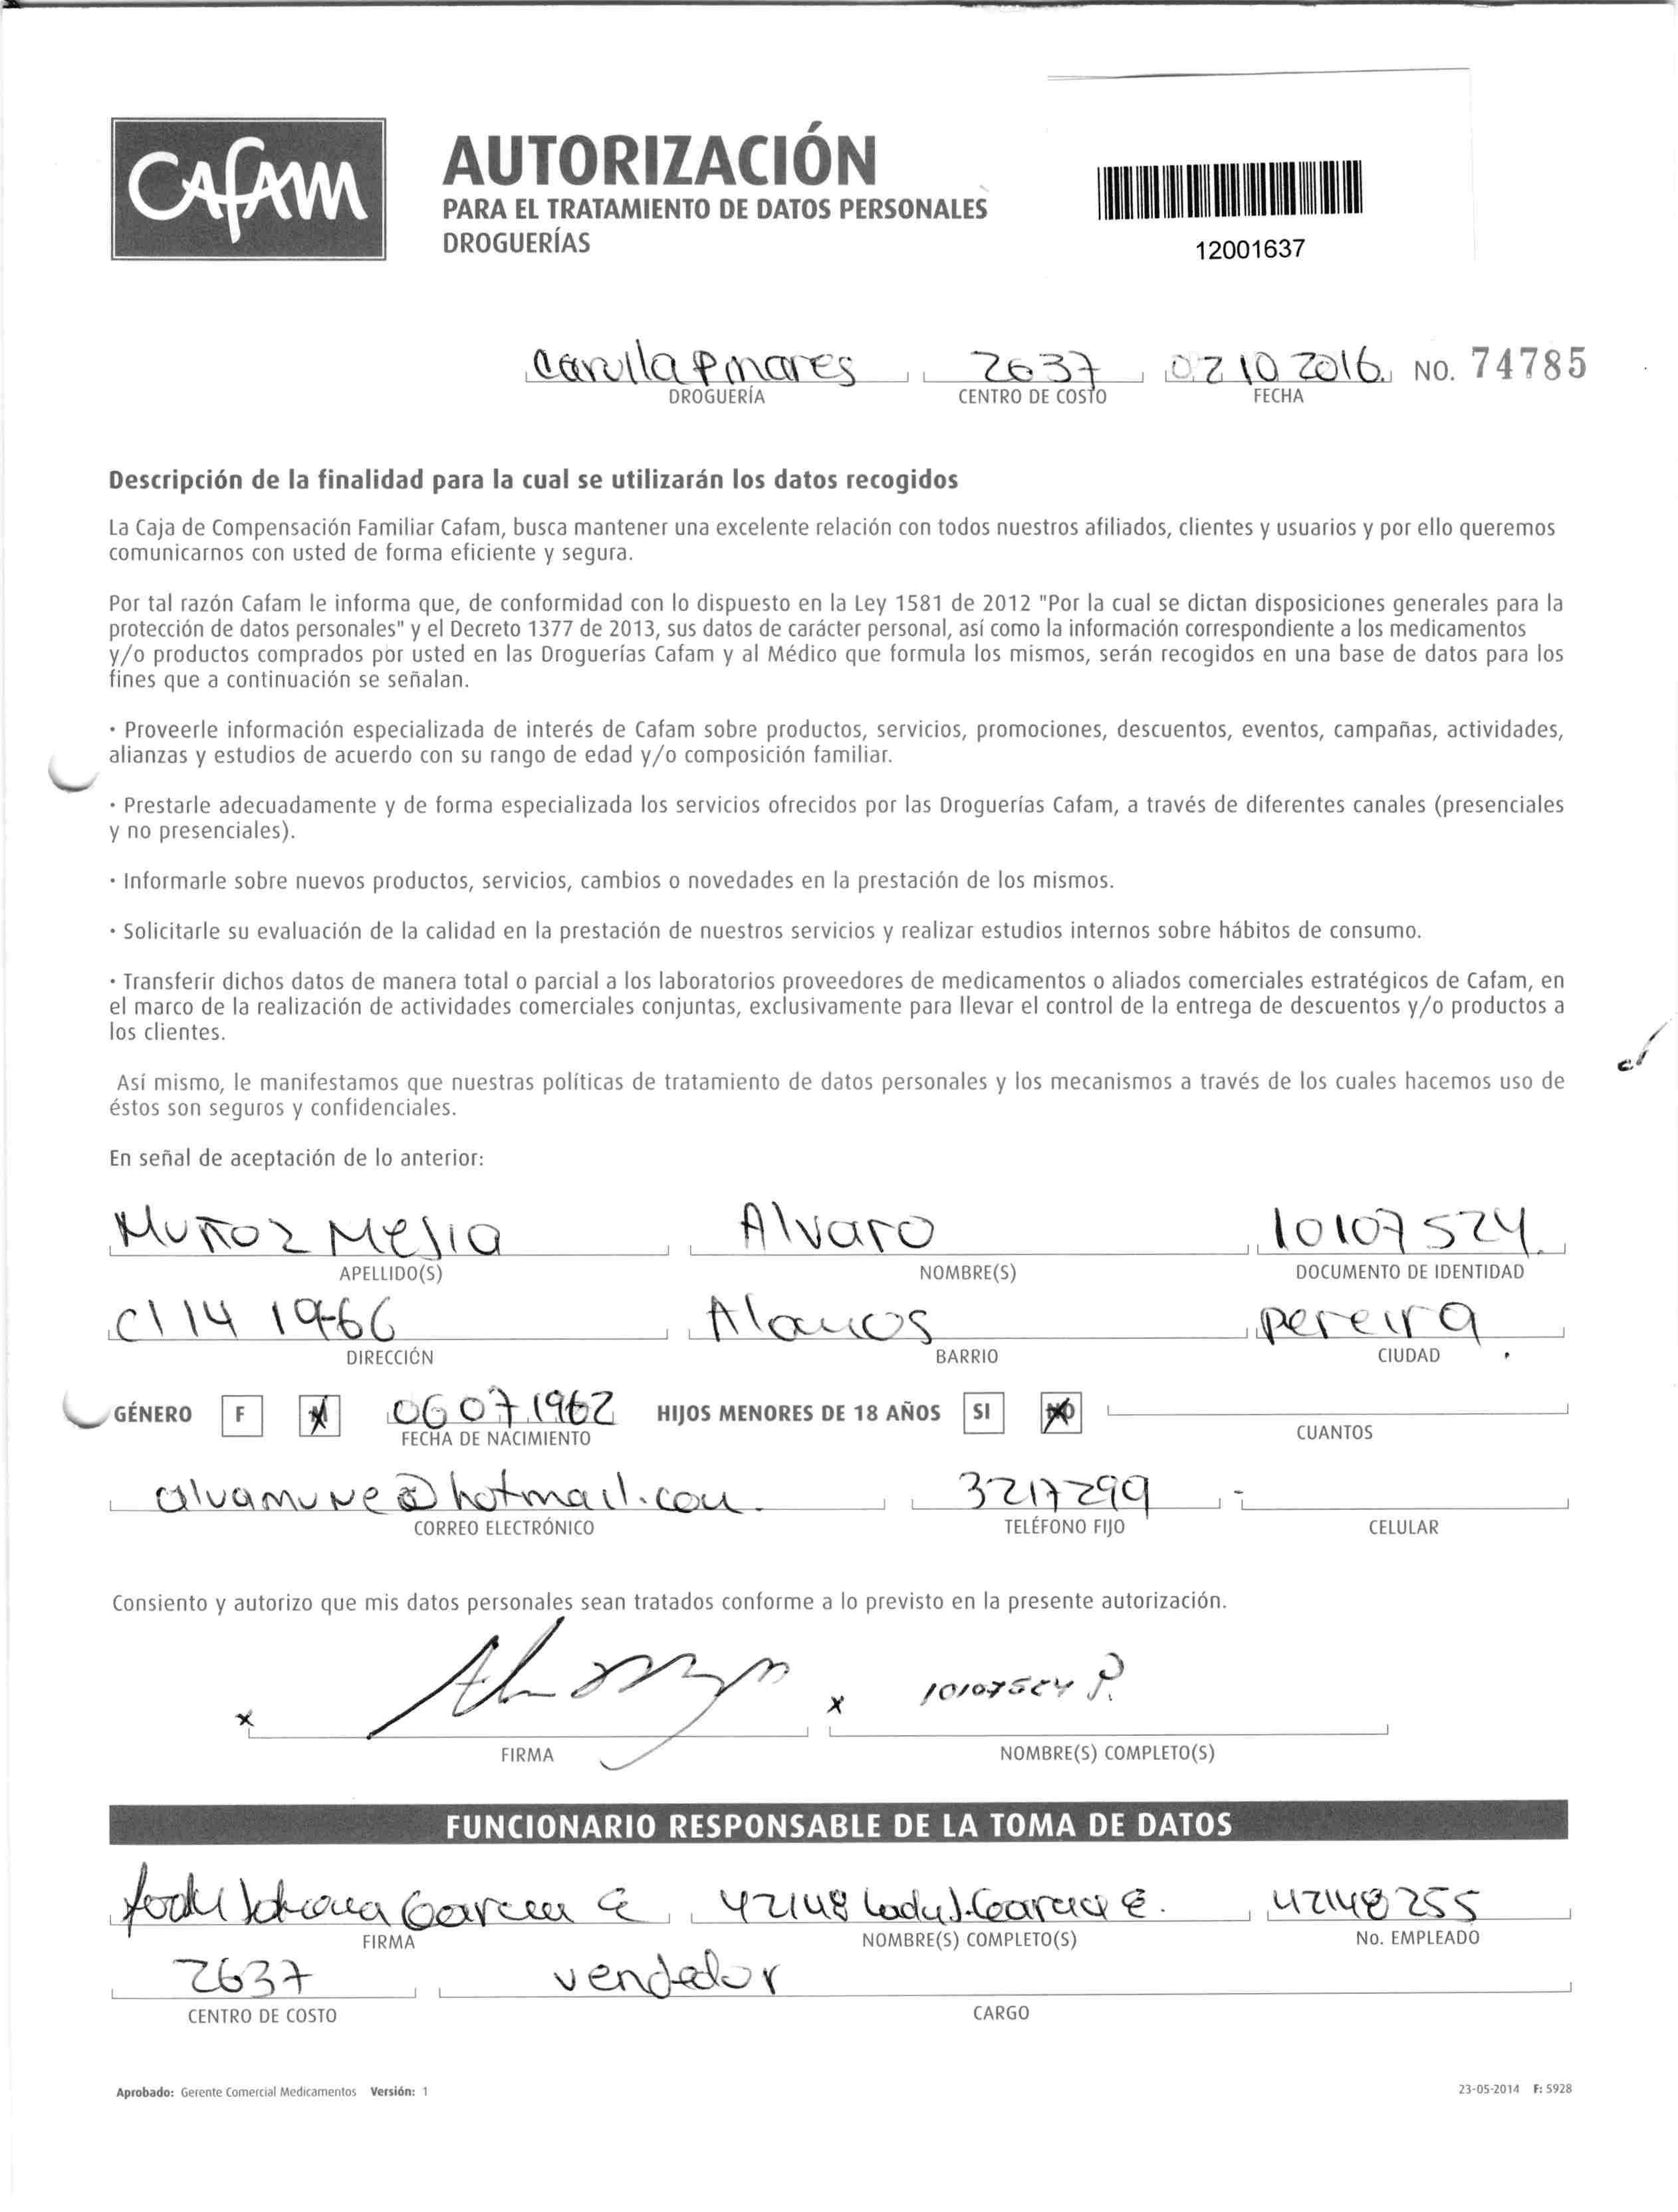 CAFAM
AUTORIZACIÓN
PARA EL TRATAMIENTO DE DATOS PERSONALES
DROGUERÍAS
12001637
Carulla Pinares 2637 02 10 2016. NO. 74785
DROGUERÍA CENTRO DE COSTO FECHA
Descripción de la finalidad para la cual se utilizarán los datos recogidos
La Caja de Compensación Familiar Cafam, busca mantener una excelente relación con todos nuestros afiliados, clientes y usuarios y por ello queremos
comunicarnos con usted de forma eficiente y segura.
Por tal razón Cafam le informa que, de conformidad con lo dispuesto en la Ley 1581 de 2012 "Por la cual se dictan disposiciones generales para la
protección de datos personales" y el Decreto 1377 de 2013, sus datos de carácter personal, así como la información correspondiente a los medicamentos
y/o productos comprados por usted en las Droguerías Cafam y al Médico que formula los mismos, serán recogidos en una base de datos para los
fines que a continuación se señalan.
· Proveerle información especializada de interés de Cafam sobre productos, servicios, promociones, descuentos, eventos, campañas, actividades,
alianzas y estudios de acuerdo con su rango de edad y/o composición familiar.
· Prestarle adecuadamente y de forma especializada los servicios ofrecidos por las Droguerías Cafam, a través de diferentes canales (presenciales
y no presenciales).
· Informarle sobre nuevos productos, servicios, cambios o novedades en la prestación de los mismos.
· Solicitarle su evaluación de la calidad en la prestación de nuestros servicios y realizar estudios internos sobre hábitos de consumo.
· Transferir dichos datos de manera total o parcial a los laboratorios proveedores de medicamentos o aliados comerciales estratégicos de Cafam, en
el marco de la realización de actividades comerciales conjuntas, exclusivamente para llevar el control de la entrega de descuentos y/o productos a
los clientes.
Así mismo, le manifestamos que nuestras políticas de tratamiento de datos personales y los mecanismos a través de los cuales hacemos uso de
éstos son seguros y confidenciales.
En señal de aceptación de lo anterior:
Muñoz Mesia Alvaro 10107524
APELLIDO(S) NOMBRE(S) DOCUMENTO DE IDENTIDAD
Cl 14 19-66 Alamos pereira
DIRECCIÓN BARRIO CIUDAD
GÉNERO F M 06 07 1962 HIJOS MENORES DE 18 AÑOS SI NO
FECHA DE NACIMIENTO CUANTOS
alvamune@hotmail.com. 3217299 -
CORREO ELECTRÓNICO TELÉFONO FIJO CELULAR
Consiento y autorizo que mis datos personales sean tratados conforme a lo previsto en la presente autorización.
x x 10107524 P.
FIRMA NOMBRE(S) COMPLETO(S)
FUNCIONARIO RESPONSABLE DE LA TOMA DE DATOS
Johana Garcia E 42148 Lady J. Garcia E. 42148255
FIRMA NOMBRE(S) COMPLETO(S) No. EMPLEADO
2637 vendedor
CENTRO DE COSTO CARGO
Aprobado: Gerente Comercial Medicamentos Versión: 1 23-05-2014 F: 5928